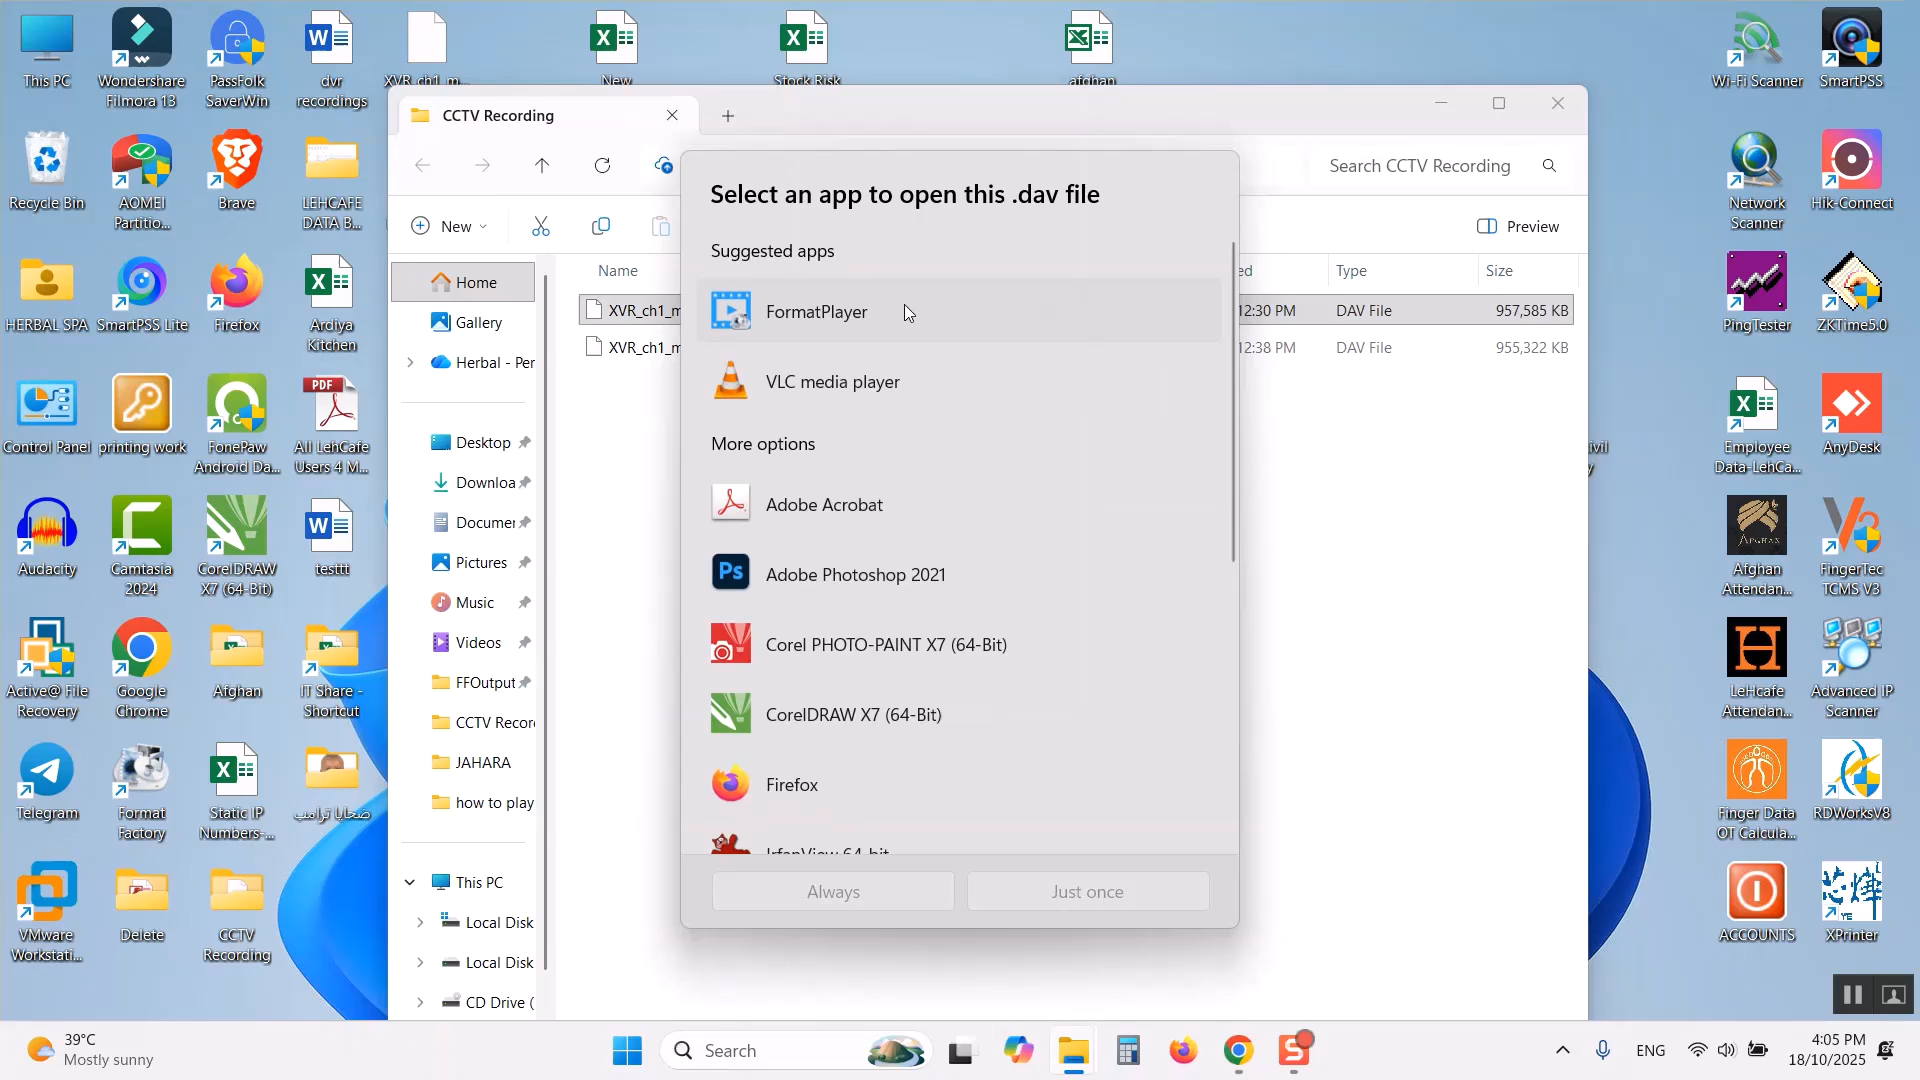 This PC
Wondershare
Filmora 13
PassFolk
SaverWin
dvr
recordings
XVR_ch1_m...
New
Stock Risk
afghan
Wi-Fi Scanner
SmartPSS
Recycle Bin
AOMEI
Partitio...
Brave
LEHCAFE
DATA B...
Network
Scanner
Hik-Connect
HERBAL SPA
SmartPSS Lite
Firefox
Ardiya
Kitchen
PingTester
ZKTime5.0
Control Panel
printing work
FonePaw
Android Da...
All LehCafe
Users 4 M...
Employee
Data-LehCa...
AnyDesk
Audacity
Camtasia
2024
CorelDRAW
X7 (64-Bit)
testtt
Afghan
Attendan...
FingerTec
TCMS V3
Active@ File
Recovery
Google
Chrome
Afghan
IT Share -
Shortcut
LeHcafe
Attendan...
Advanced IP
Scanner
Telegram
Format
Factory
Static IP
Numbers-...
ضحايا ترامب
Finger Data
OT Calcula...
RDWorksV8
VMware
Workstati...
Delete
CCTV
Recording
ACCOUNTS
XPrinter
CCTV Recording
Search CCTV Recording
New
Preview
Home
Gallery
Herbal - Per
Desktop
Downloa
Documer
Pictures
Music
Videos
FFOutput
CCTV Recor
JAHARA
how to play
This PC
Local Disk
Local Disk
CD Drive (
Name
ed
Type
Size
XVR_ch1_m
12:30 PM
DAV File
957,585 KB
XVR_ch1_m
12:38 PM
DAV File
955,322 KB
Select an app to open this .dav file
Suggested apps
FormatPlayer
VLC media player
More options
Adobe Acrobat
Ps
Adobe Photoshop 2021
Corel PHOTO-PAINT X7 (64-Bit)
CorelDRAW X7 (64-Bit)
Firefox
IrfanView 64-bit
Always
Just once
39°C
Mostly sunny
Search
ENG
4:05 PM
18/10/2025